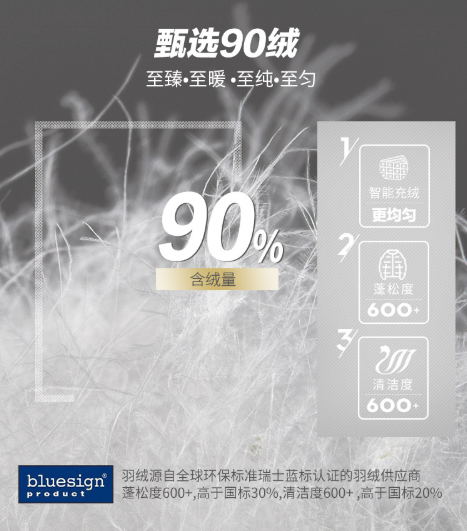 甄选90绒
至臻•至暖•至纯•至匀
90%
含绒量
1/
智能充绒
更均匀
2/
蓬松度
600+
3/
清洁度
600+
bluesign®
product
羽绒源自全球环保标准瑞士蓝标认证的羽绒供应商
蓬松度600+,高于国标30%,清洁度600+,高于国标20%